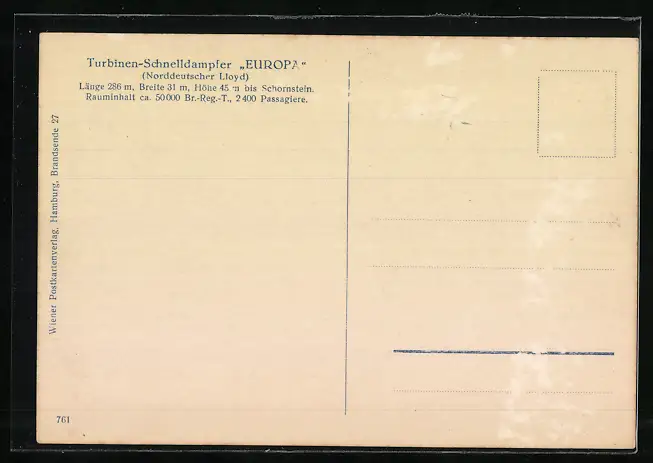 Turbinen-Schnelldampfer „EUROPA“
(Norddeutscher Lloyd)
Länge 286 m, Breite 31 m, Höhe 45 m bis Schornstein.
Rauminhalt ca. 50000 Br.-Reg.-T., 2400 Passagiere.
Wiener Postkartenverlag, Hamburg, Brandsende 27
761